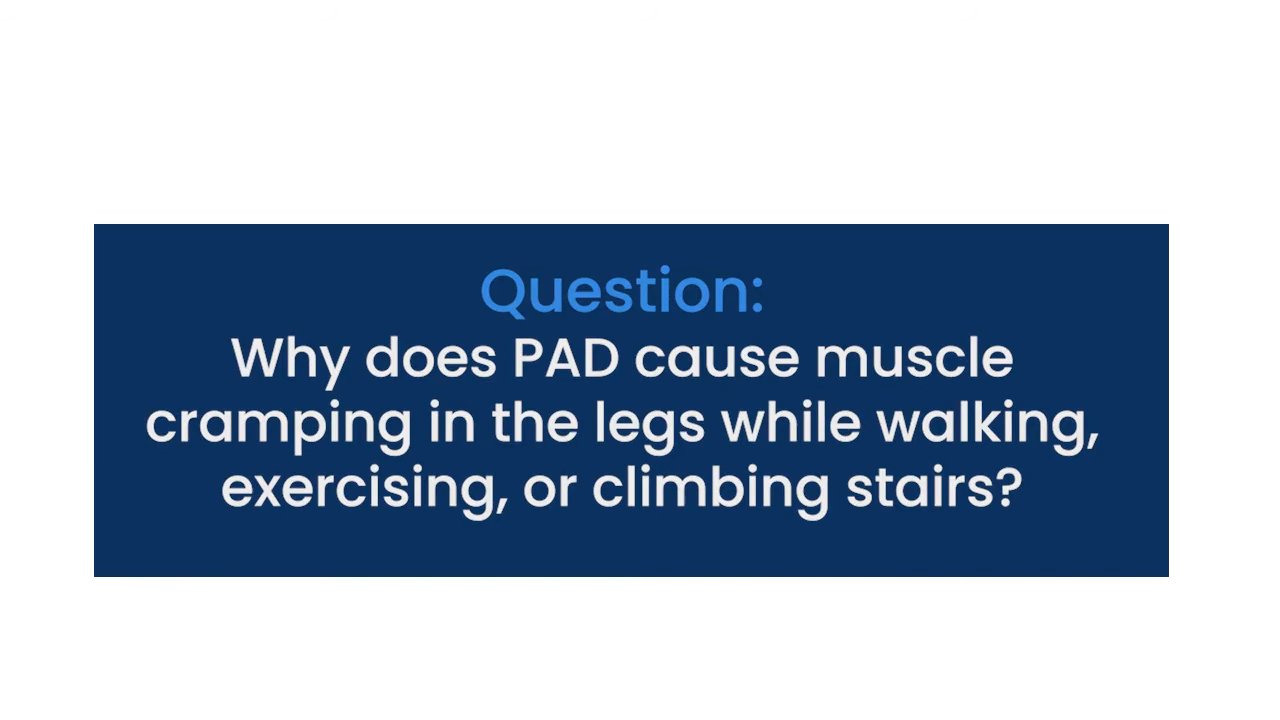 Question:
Why does PAD cause muscle
cramping in the legs while walking,
exercising, or climbing stairs?